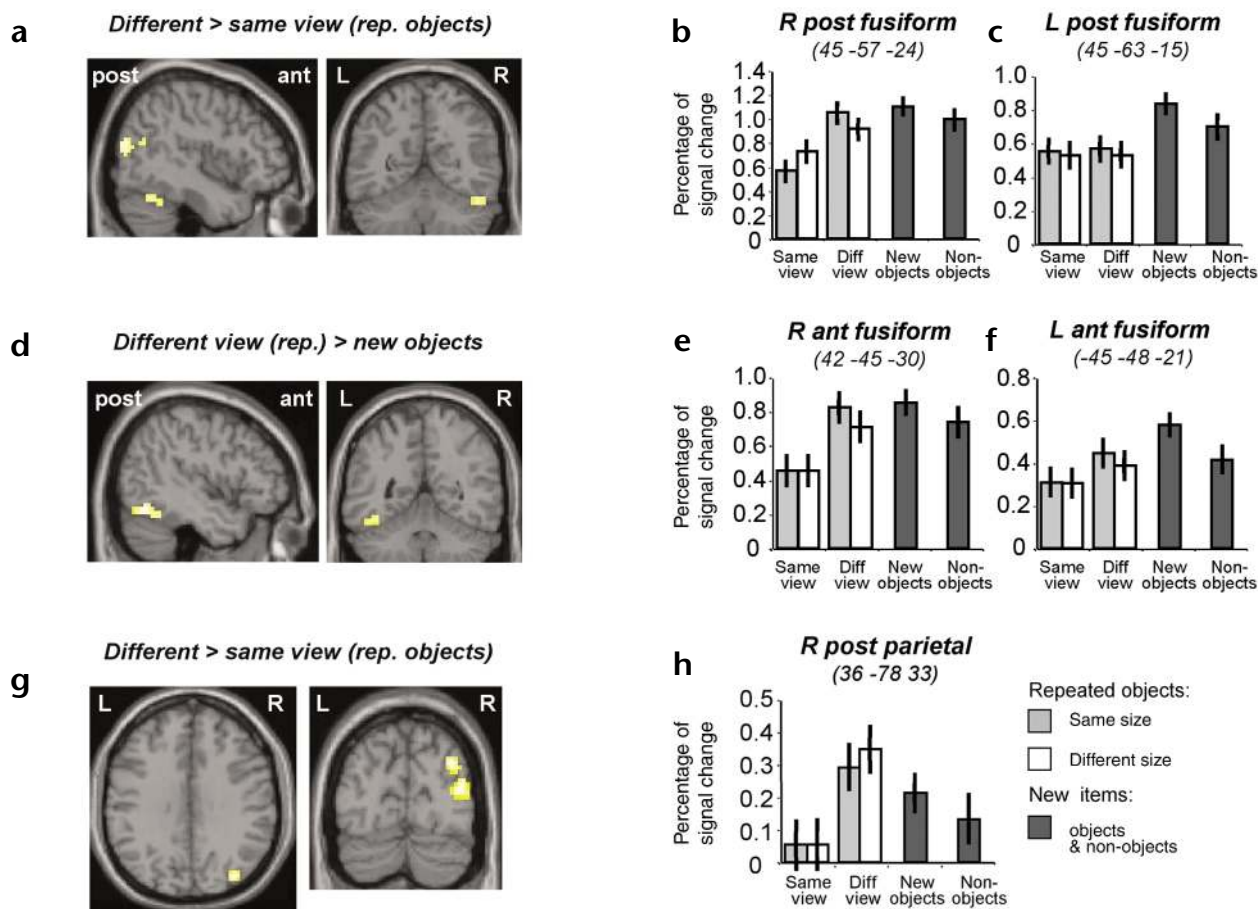 a
Different > same view (rep. objects)
post ant
L R
b
R post fusiform
(45 -57 -24)
Percentage of
signal change
1.4
1.2
1.0
0.8
0.6
0.4
0.2
0
Same view
Diff view
New objects
Non-objects
c
L post fusiform
(45 -63 -15)
1.0
0.8
0.6
0.4
0.2
0
Same view
Diff view
New objects
Non-objects
d
Different view (rep.) > new objects
post ant
L R
e
R ant fusiform
(42 -45 -30)
Percentage of
signal change
1.0
0.8
0.6
0.4
0.2
0
Same view
Diff view
New objects
Non-objects
f
L ant fusiform
(-45 -48 -21)
0.8
0.6
0.4
0.2
0
Same view
Diff view
New objects
Non-objects
g
Different > same view (rep. objects)
L R
L R
h
R post parietal
(36 -78 33)
Percentage of
signal change
0.5
0.4
0.3
0.2
0.1
0
Same view
Diff view
New objects
Non-objects
Repeated objects:
Same size
Different size
New items:
objects
& non-objects